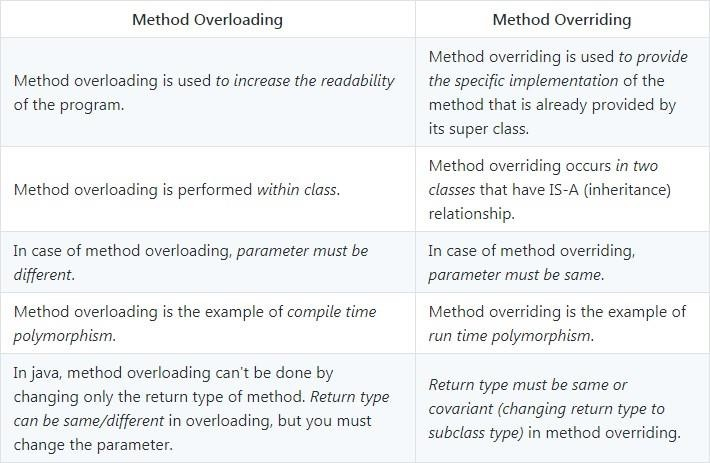 Method Overloading
Method Overriding
Method overloading is used to increase the readability
of the program.
Method overriding is used to provide
the specific implementation of the
method that is already provided by
its super class.
Method overloading is performed within class.
Method overriding occurs in two
classes that have IS-A (inheritance)
relationship.
In case of method overloading, parameter must be
different.
In case of method overriding,
parameter must be same.
Method overloading is the example of compile time
polymorphism.
Method overriding is the example of
run time polymorphism.
In java, method overloading can't be done by
changing only the return type of method. Return type
can be same/different in overloading, but you must
change the parameter.
Return type must be same or
covariant (changing return type to
subclass type) in method overriding.